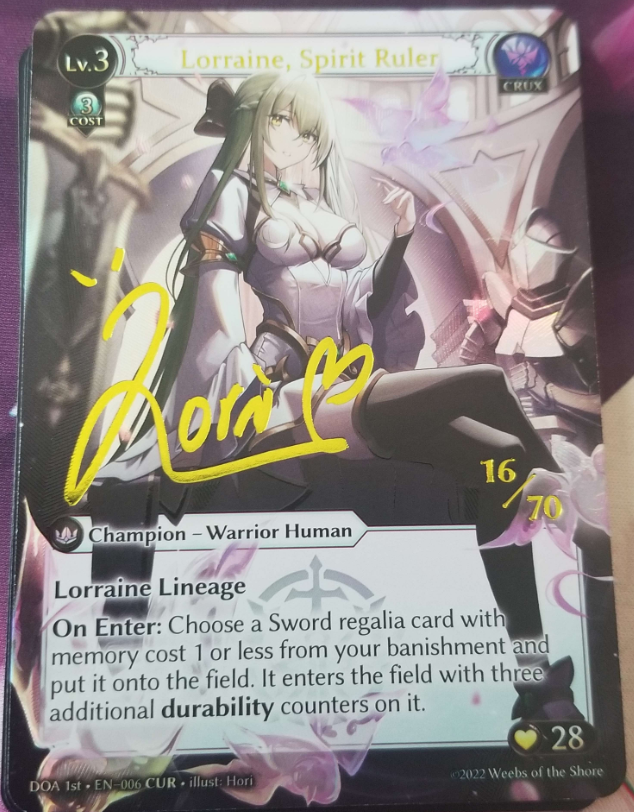 Lv.3
Lorraine, Spirit Ruler
CRUX
3
COST
16/70
Champion – Warrior Human
Lorraine Lineage
On Enter: Choose a Sword regalia card with
memory cost 1 or less from your banishment and
put it onto the field. It enters the field with three
additional durability counters on it.
28
DOA 1st • EN-006 CUR • illust: Hori
©2022 Weebs of the Shore